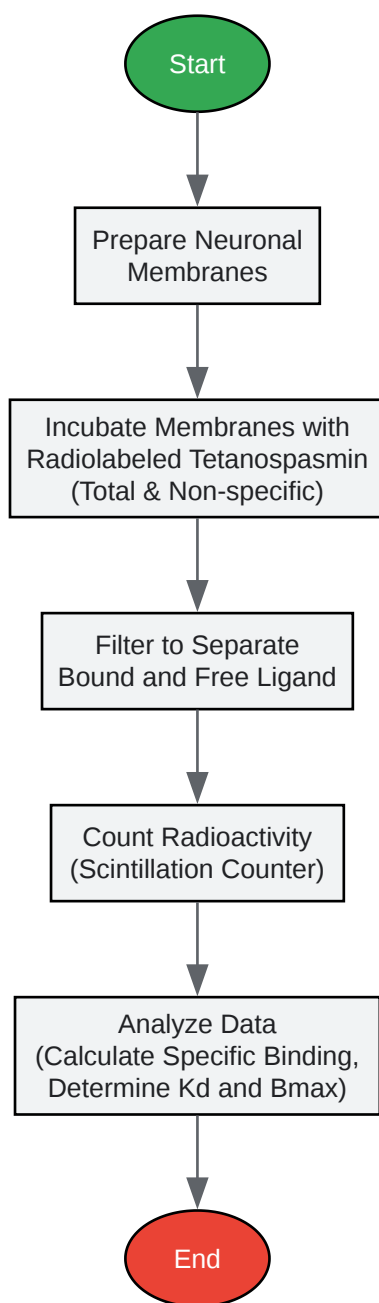 Start
Prepare Neuronal
Membranes
Incubate Membranes with
Radiolabeled Tetanospasmin
(Total & Non-specific)
Filter to Separate
Bound and Free Ligand
Count Radioactivity
(Scintillation Counter)
Analyze Data
(Calculate Specific Binding,
Determine Kd and Bmax)
End